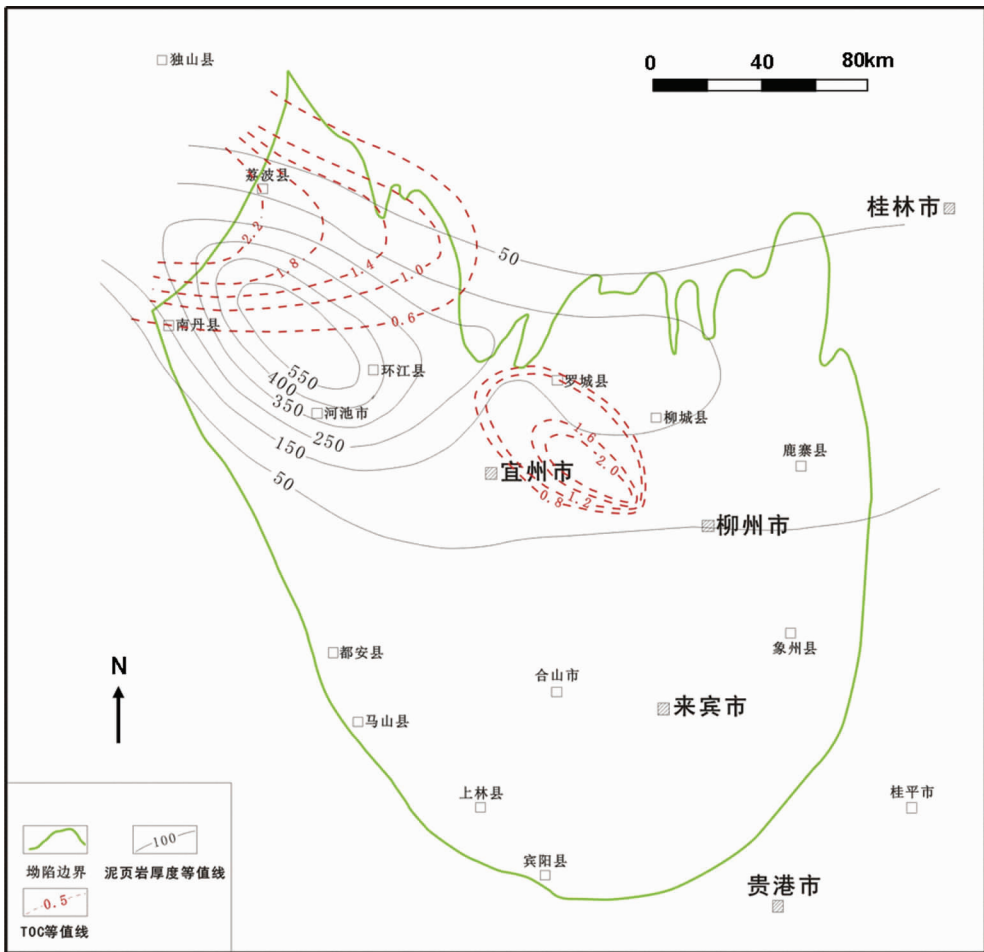 独山县
0 40 80km
荔波县
桂林市
2.2
50
1.8
1.4
1.0
0.6
南丹县
550
环江县
400
罗城县
350
河池市
柳城县
250
1.6
150
鹿寨县
2.0
50
宜州市
1.2
0.8
柳州市
象州县
都安县
N
合山市
来宾市
马山县
上林县
桂平市
100
坳陷边界
泥页岩厚度等值线
宾阳县
贵港市
0.5
TOC等值线